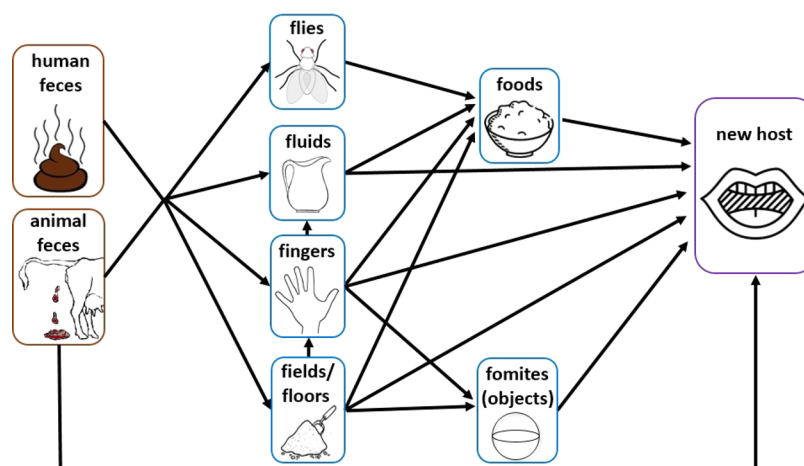 human
feces
animal
feces
flies
fluids
fingers
fields/
floors
foods
fomites
(objects)
new host